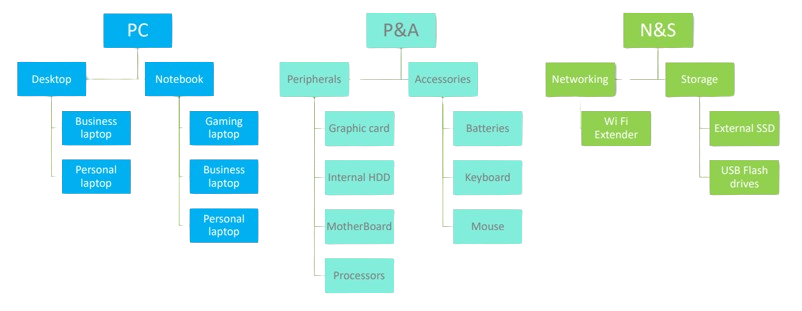 PC
Desktop
Notebook
Business
laptop
Personal
laptop
Gaming
laptop
Business
laptop
Personal
laptop
P&A
Peripherals
Accessories
Graphic card
Internal HDD
MotherBoard
Processors
Batteries
Keyboard
Mouse
N&S
Networking
Storage
Wi Fi
Extender
External SSD
USB Flash
drives